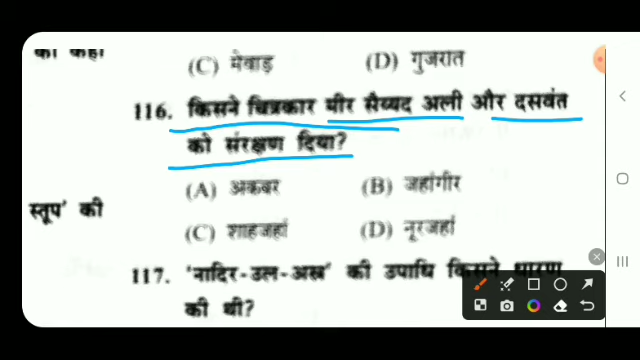 का कहा
(C) मेवाड़ (D) गुजरात
116. किसने चित्रकार मीर सैय्यद अली और दसवंत
को संरक्षण दिया?
(A) अकबर (B) जहांगीर
स्तूप' की
(C) शाहजहां (D) नूरजहां
117. 'नादिर-उल-अस्र' की उपाधि किसने धारण
की थी?